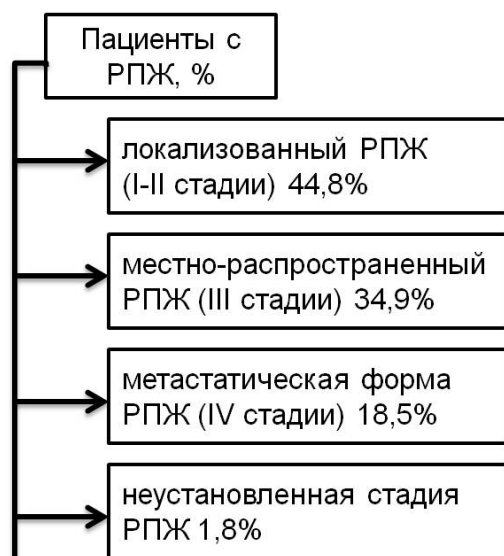 Пациенты с
РПЖ, %
локализованный РПЖ
(I-II стадии) 44,8%
местно-распространенный
РПЖ (III стадии) 34,9%
метастатическая форма
РПЖ (IV стадии) 18,5%
неустановленная стадия
РПЖ 1,8%